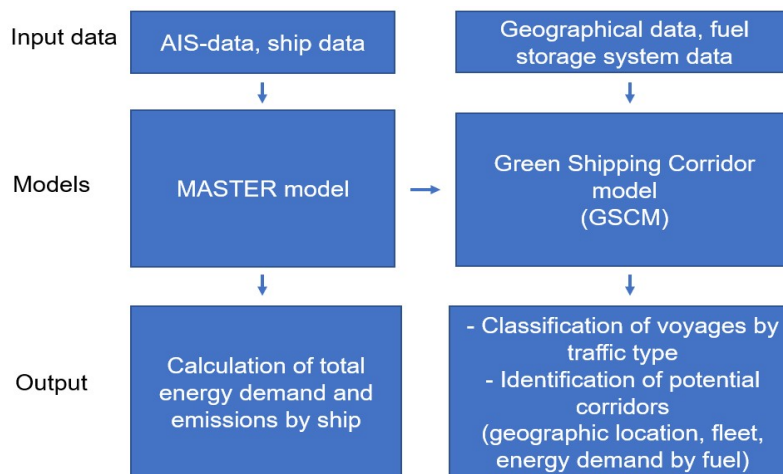 Input data
AIS-data, ship data
Geographical data, fuel
storage system data
Models
MASTER model
Green Shipping Corridor
model
(GSCM)
Output
Calculation of total
energy demand and
emissions by ship
- Classification of voyages by
traffic type
- Identification of potential
corridors
(geographic location, fleet,
energy demand by fuel)